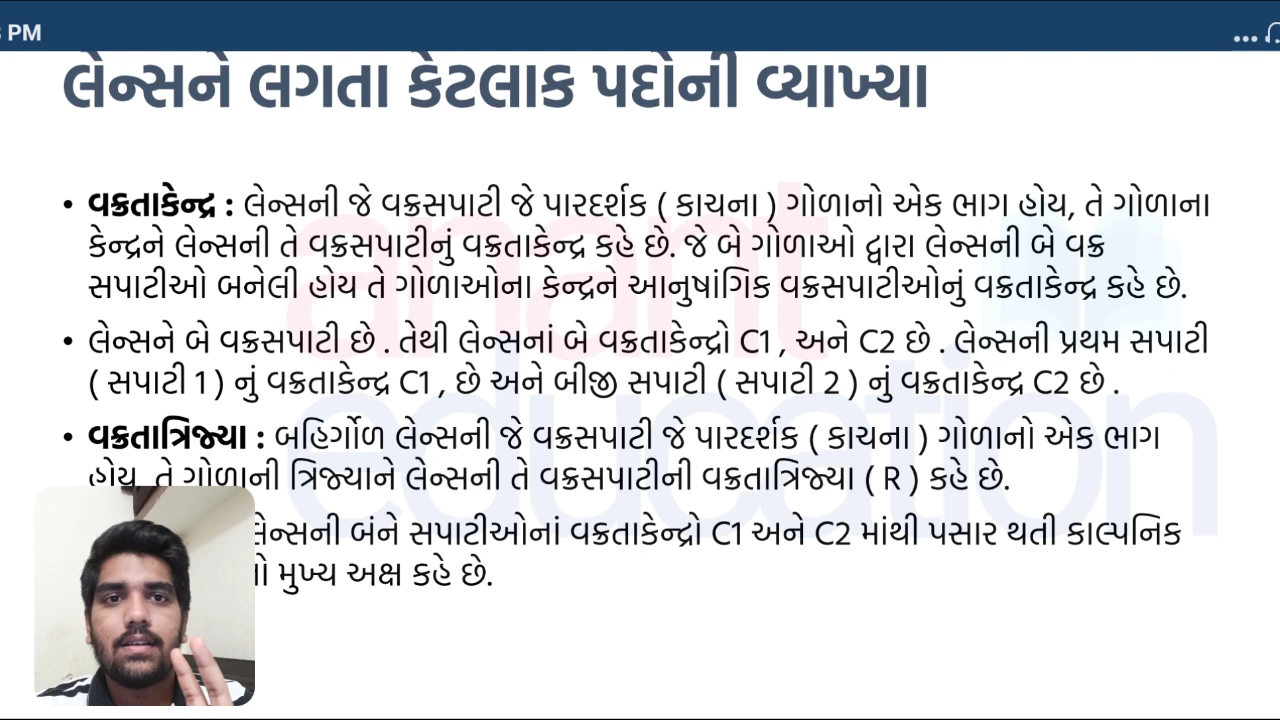 PM
લેન્સને લગતા કેટલાક પદોની વ્યાખ્યા
• વક્રતાકેન્દ્ર : લેન્સની જે વક્રસપાટી જે પારદર્શક ( કાચના ) ગોળાનો એક ભાગ હોય, તે ગોળાના
કેન્દ્રને લેન્સની તે વક્રસપાટીનું વક્રતાકેન્દ્ર કહે છે. જે બે ગોળાઓ દ્વારા લેન્સની બે વક્ર
સપાટીઓ બનેલી હોય તે ગોળાઓના કેન્દ્રને આનુષાંગિક વક્રસપાટીઓનું વક્રતાકેન્દ્ર કહે છે.
• લેન્સને બે વક્રસપાટી છે . તેથી લેન્સનાં બે વક્રતાકેન્દ્રો C1 , અને C2 છે . લેન્સની પ્રથમ સપાટી
( સપાટી 1 ) નું વક્રતાકેન્દ્ર C1 , છે અને બીજી સપાટી ( સપાટી 2 ) નું વક્રતાકેન્દ્ર C2 છે .
• વક્રતાત્રિજ્યા : બહિર્ગોળ લેન્સની જે વક્રસપાટી જે પારદર્શક ( કાચના ) ગોળાનો એક ભાગ
હોય, તે ગોળાની ત્રિજ્યાને લેન્સની તે વક્રસપાટીની વક્રતાત્રિજ્યા ( R ) કહે છે.
લેન્સની બંને સપાટીઓનાં વક્રતાકેન્દ્રો C1 અને C2 માંથી પસાર થતી કાલ્પનિક
મુખ્ય અક્ષ કહે છે.
anant
education